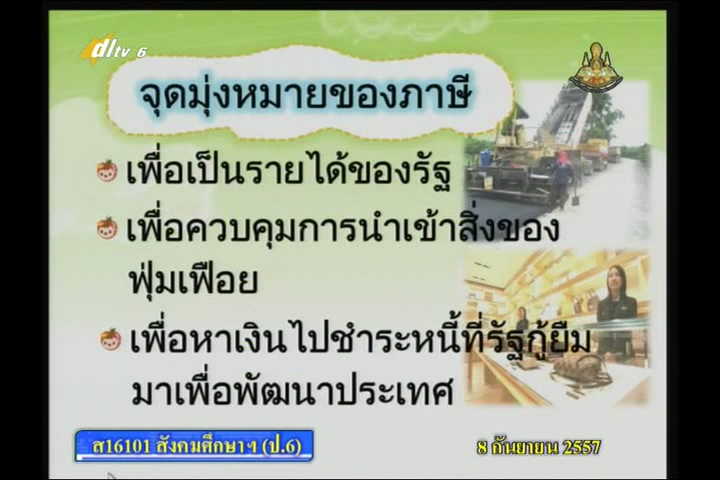 dltv 6
จุดมุ่งหมายของภาษี
เพื่อเป็นรายได้ของรัฐ
เพื่อควบคุมการนำเข้าสิ่งของ
ฟุ่มเฟือย
เพื่อหาเงินไปชำระหนี้ที่รัฐกู้ยืม
มาเพื่อพัฒนาประเทศ
ส16101 สังคมศึกษาฯ (ป.6)
8 กันยายน 2557